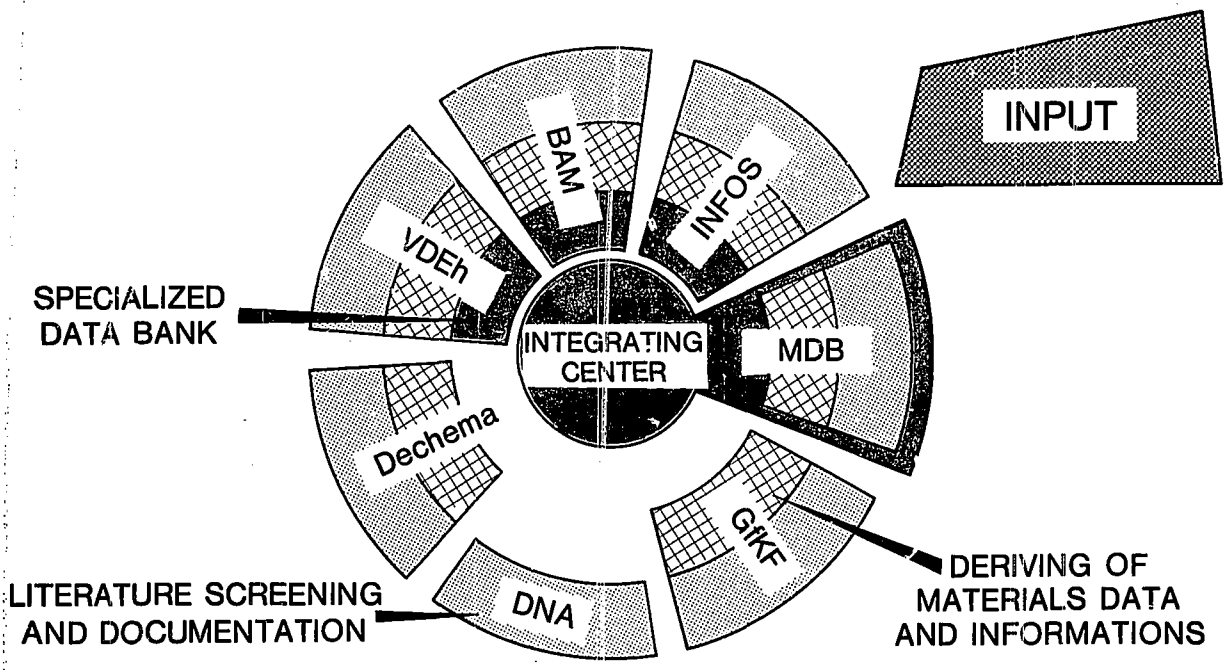 INPUT
BAM
INFOS
VDEh
SPECIALIZED
DATA BANK
INTEGRATING
CENTER
MDB
Dechema
GfKF
DNA
LITERATURE SCREENING
AND DOCUMENTATION
DERIVING OF
MATERIALS DATA
AND INFORMATIONS